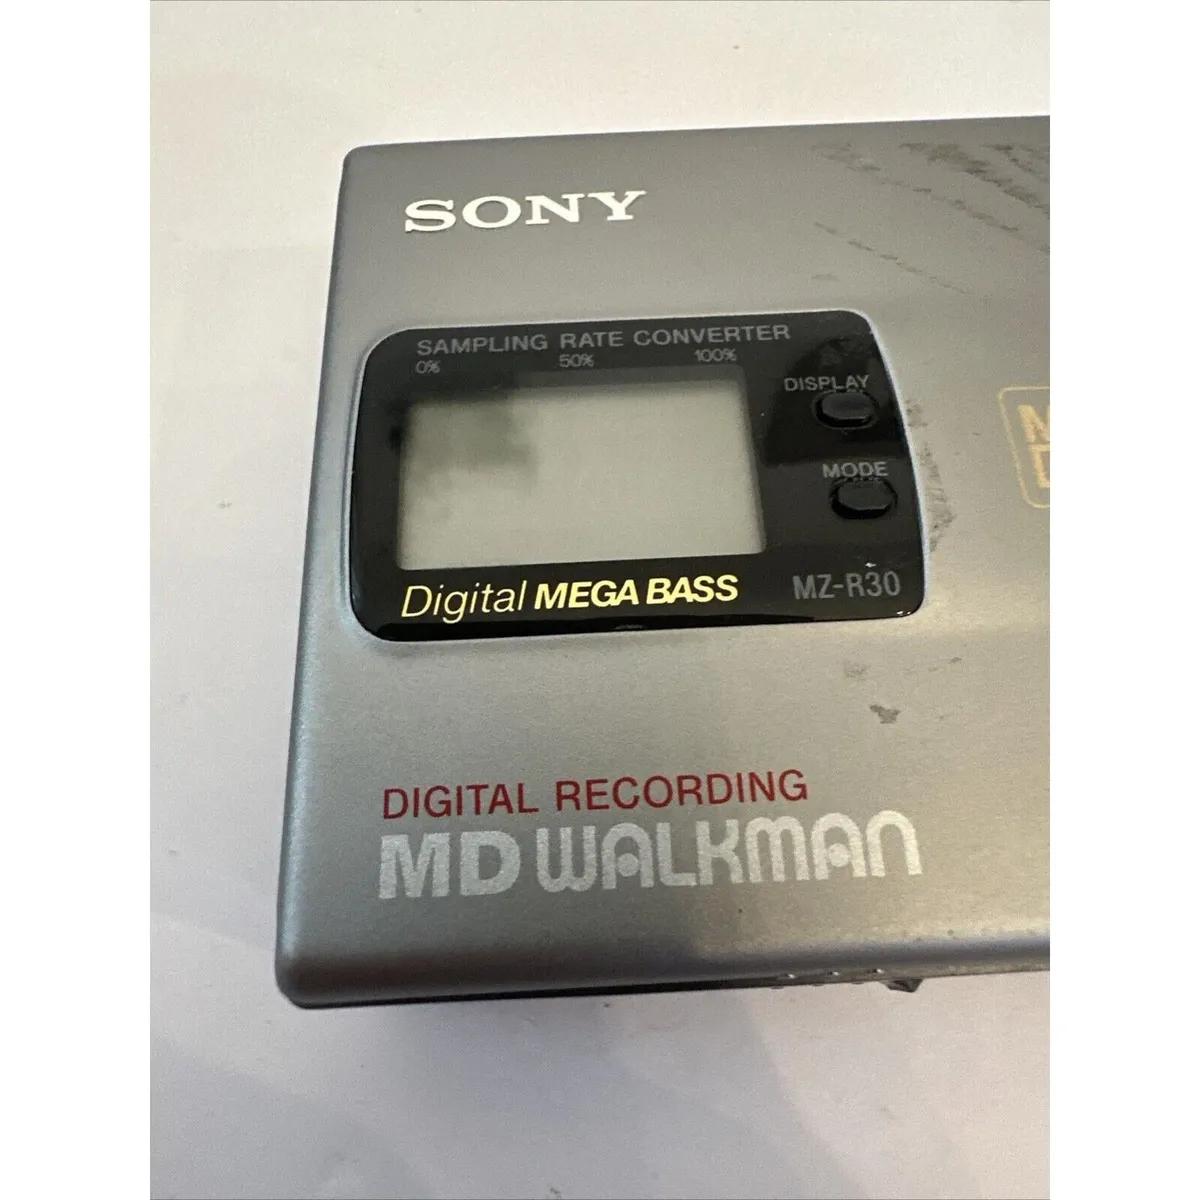 SONY
SAMPLING RATE CONVERTER
0% 50% 100%
DISPLAY
MODE
Digital MEGA BASS
MZ-R30
DIGITAL RECORDING
MD WALKMAN